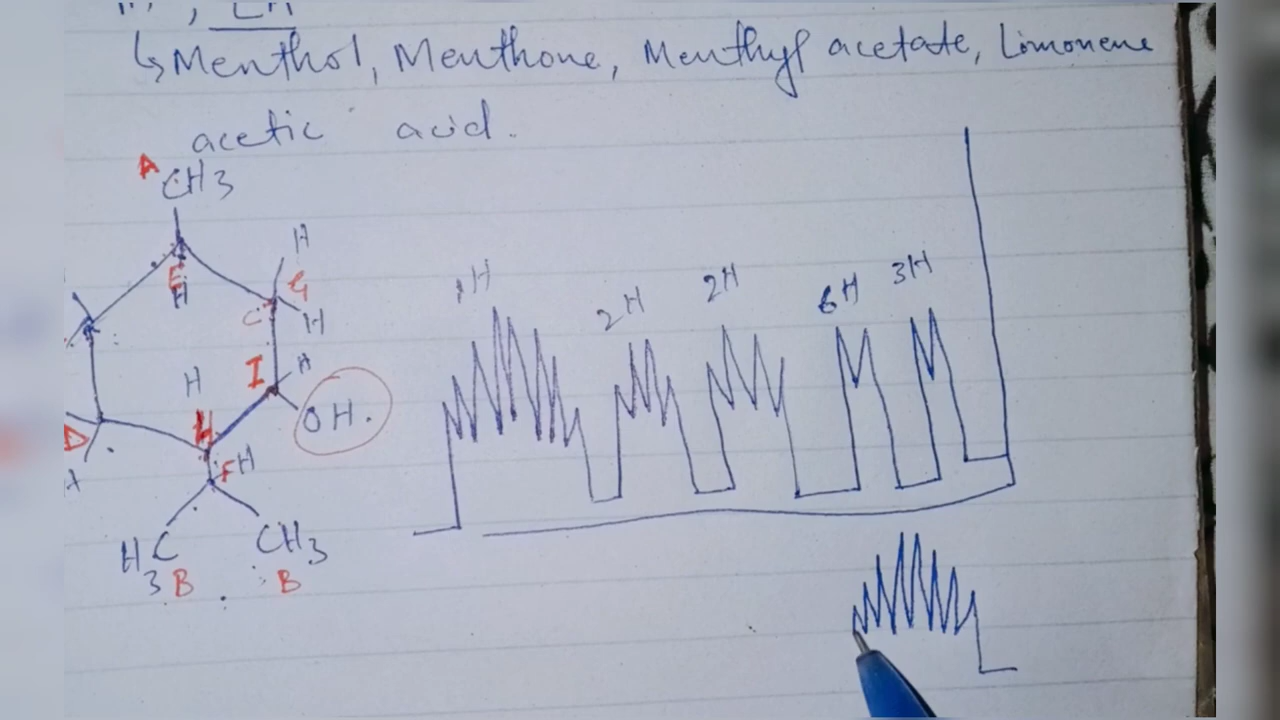 ↳ Menthol, Menthone, Menthyl acetate, Limonene
acetic acid.
A
CH3
H
E
G
H
C
H
1H
2H
2H
6H
3H
H
I
H
OH.
D
H
F H
H3C
CH3
B
B